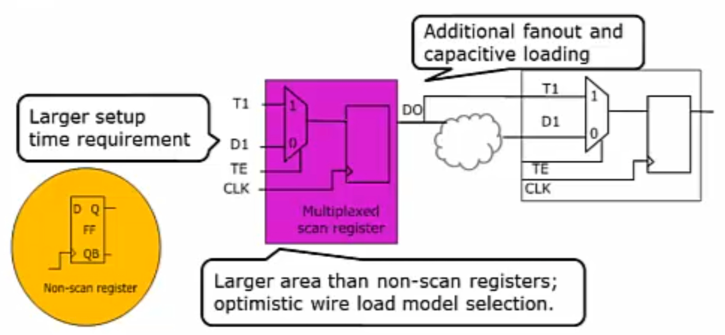 Additional fanout and
capacitive loading
Larger setup
time requirement
T1
1
D1
0
TE
CLK
DO
Multiplexed
scan register
T1
1
D1
0
TE
CLK
D Q
FF
QB
Non-scan register
Larger area than non-scan registers;
optimistic wire load model selection.